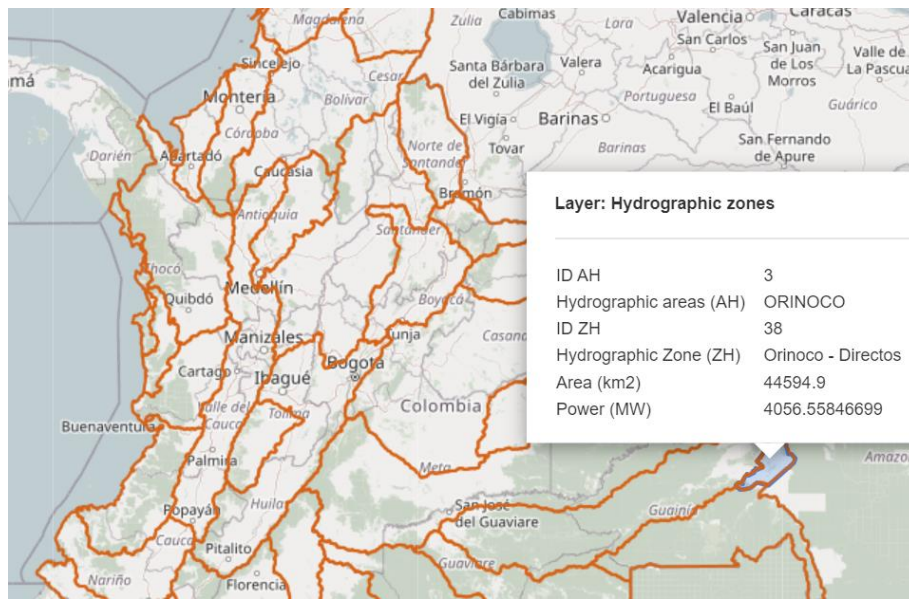 Magdalena
Zulia
Cabimas
Lara
Valencia
Caracas
Sincelejo
Cesar
Santa Bárbara
del Zulia
Valera
Acarigua
San Carlos
San Juan
de Los
Morros
Valle de
La Pascua
Montería
Bolívar
Portuguesa
El Baúl
Guárico
Darién
Apartadó
Córdoba
Caucasia
Norte de
Santander
El Vigía
Tovar
Barinas
Barinas
San Fernando
de Apure
Bramón
Antioquia
Santander
Chocó
Quibdó
Medellín
Boyacá
Tunja
Manizales
Cartago
Ibagué
Bogotá
Casana
Valle del
Cauca
Tolima
Colombia
Buenaventura
Palmira
Meta
Amazo
Huila
San José
del Guaviare
Guainía
Popayán
Cauca
Pitalito
Guaviare
Nariño
Florencia
Layer: Hydrographic zones
ID AH 3
Hydrographic areas (AH) ORINOCO
ID ZH 38
Hydrographic Zone (ZH) Orinoco - Directos
Area (km2) 44594.9
Power (MW) 4056.55846699